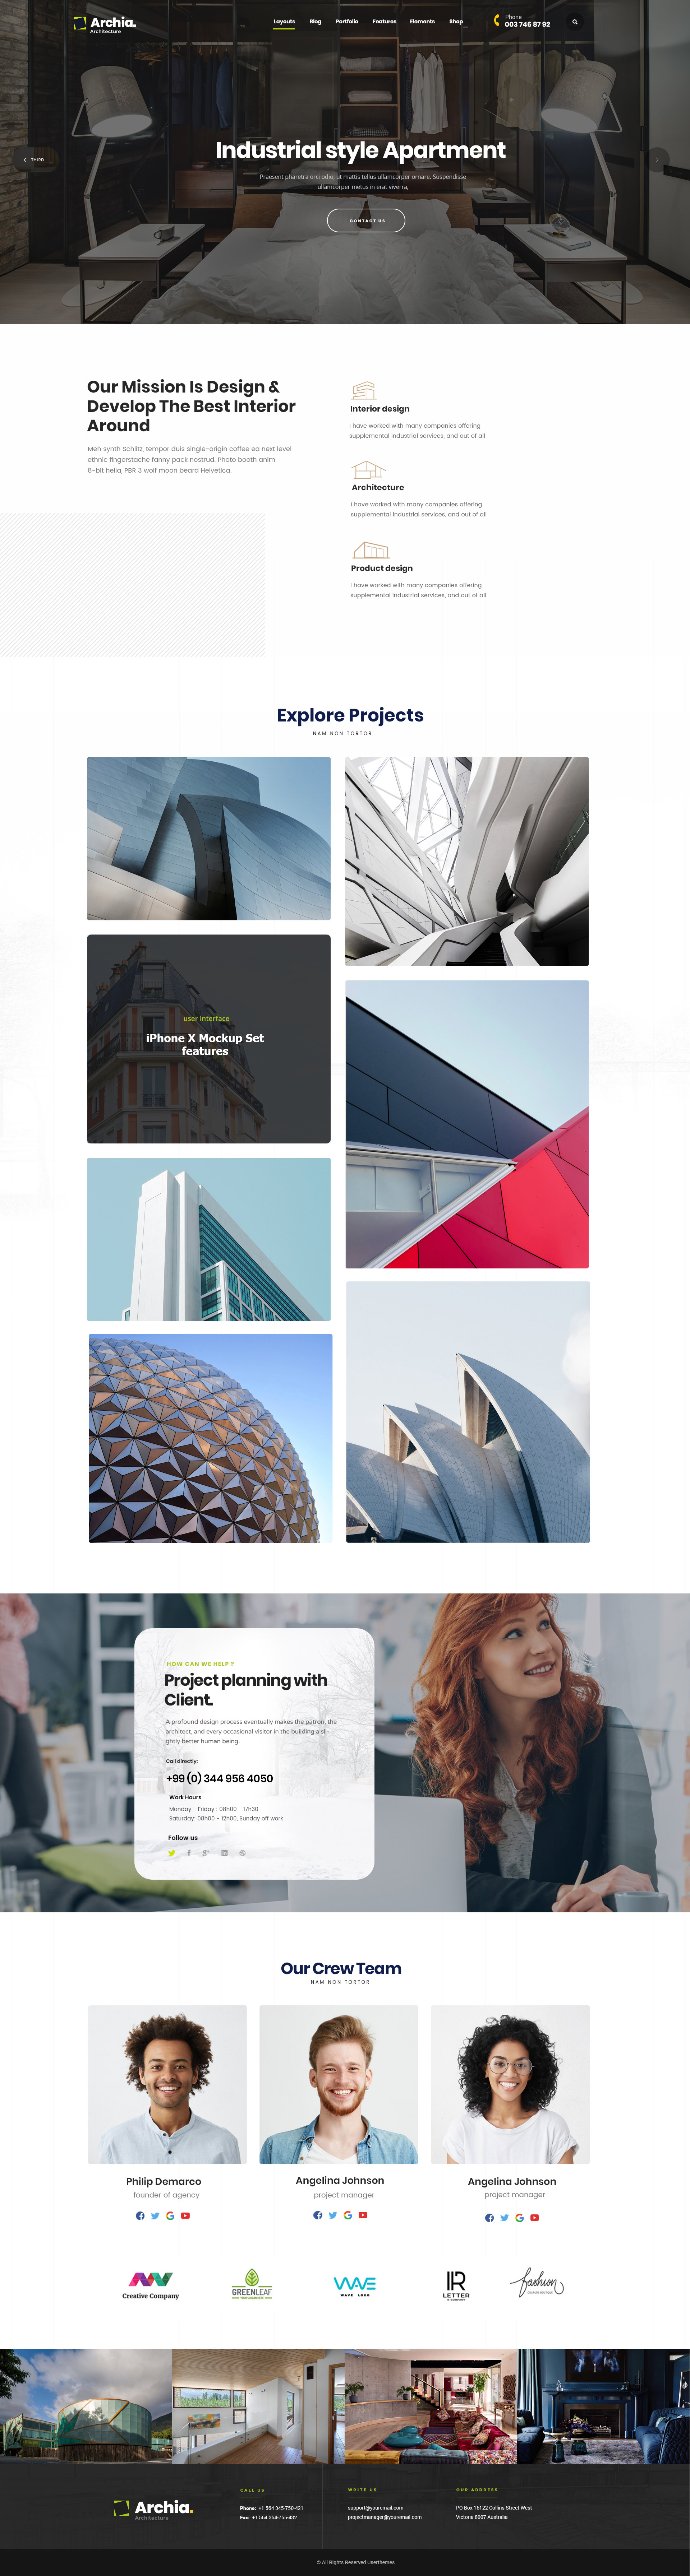 Archia.
Architecture
Layouts Blog Portfolio Features Elements Shop
Phone
003 746 87 92
THIRD
Industrial style Apartment
Praesent pharetra orci odio, ut mattis tellus ullamcorper ornare. Suspendisse
ullamcorper metus in erat viverra,
CONTACT US
Our Mission Is Design &
Develop The Best Interior
Around
Meh synth Schlitz, tempor duis single-origin coffee ea next level
ethnic fingerstache fanny pack nostrud. Photo booth anim
8-bit hella, PBR 3 wolf moon beard Helvetica.
Interior design
I have worked with many companies offering
supplemental industrial services, and out of all
Architecture
I have worked with many companies offering
supplemental industrial services, and out of all
Product design
I have worked with many companies offering
supplemental industrial services, and out of all
Explore Projects
NAM NON TORTOR
user interface
iPhone X Mockup Set
features
HOW CAN WE HELP ?
Project planning with
Client.
A profound design process eventually makes the patron, the
architect, and every occasional visitor in the building a sli-
ghtly better human being.
Call directly:
+99 (0) 344 956 4050
Work Hours
Monday - Friday : 08h00 - 17h30
Saturday: 08h00 - 12h00, Sunday off work
Follow us
Our Crew Team
NAM NON TORTOR
Philip Demarco
founder of agency
Angelina Johnson
project manager
Angelina Johnson
project manager
Creative Company
GREENLEAF
WAVE
WAVE LOGO
LR
LETTER
fashion
Archia.
Architecture
CALL US
Phone: +1 564 345-750-421
Fax: +1 564 354-755-432
WRITE US
support@youremail.com
projectmanager@youremail.com
OUR ADDRESS
PO Box 16122 Collins Street West
Victoria 8007 Australia
© All Rights Reserved Userthemes